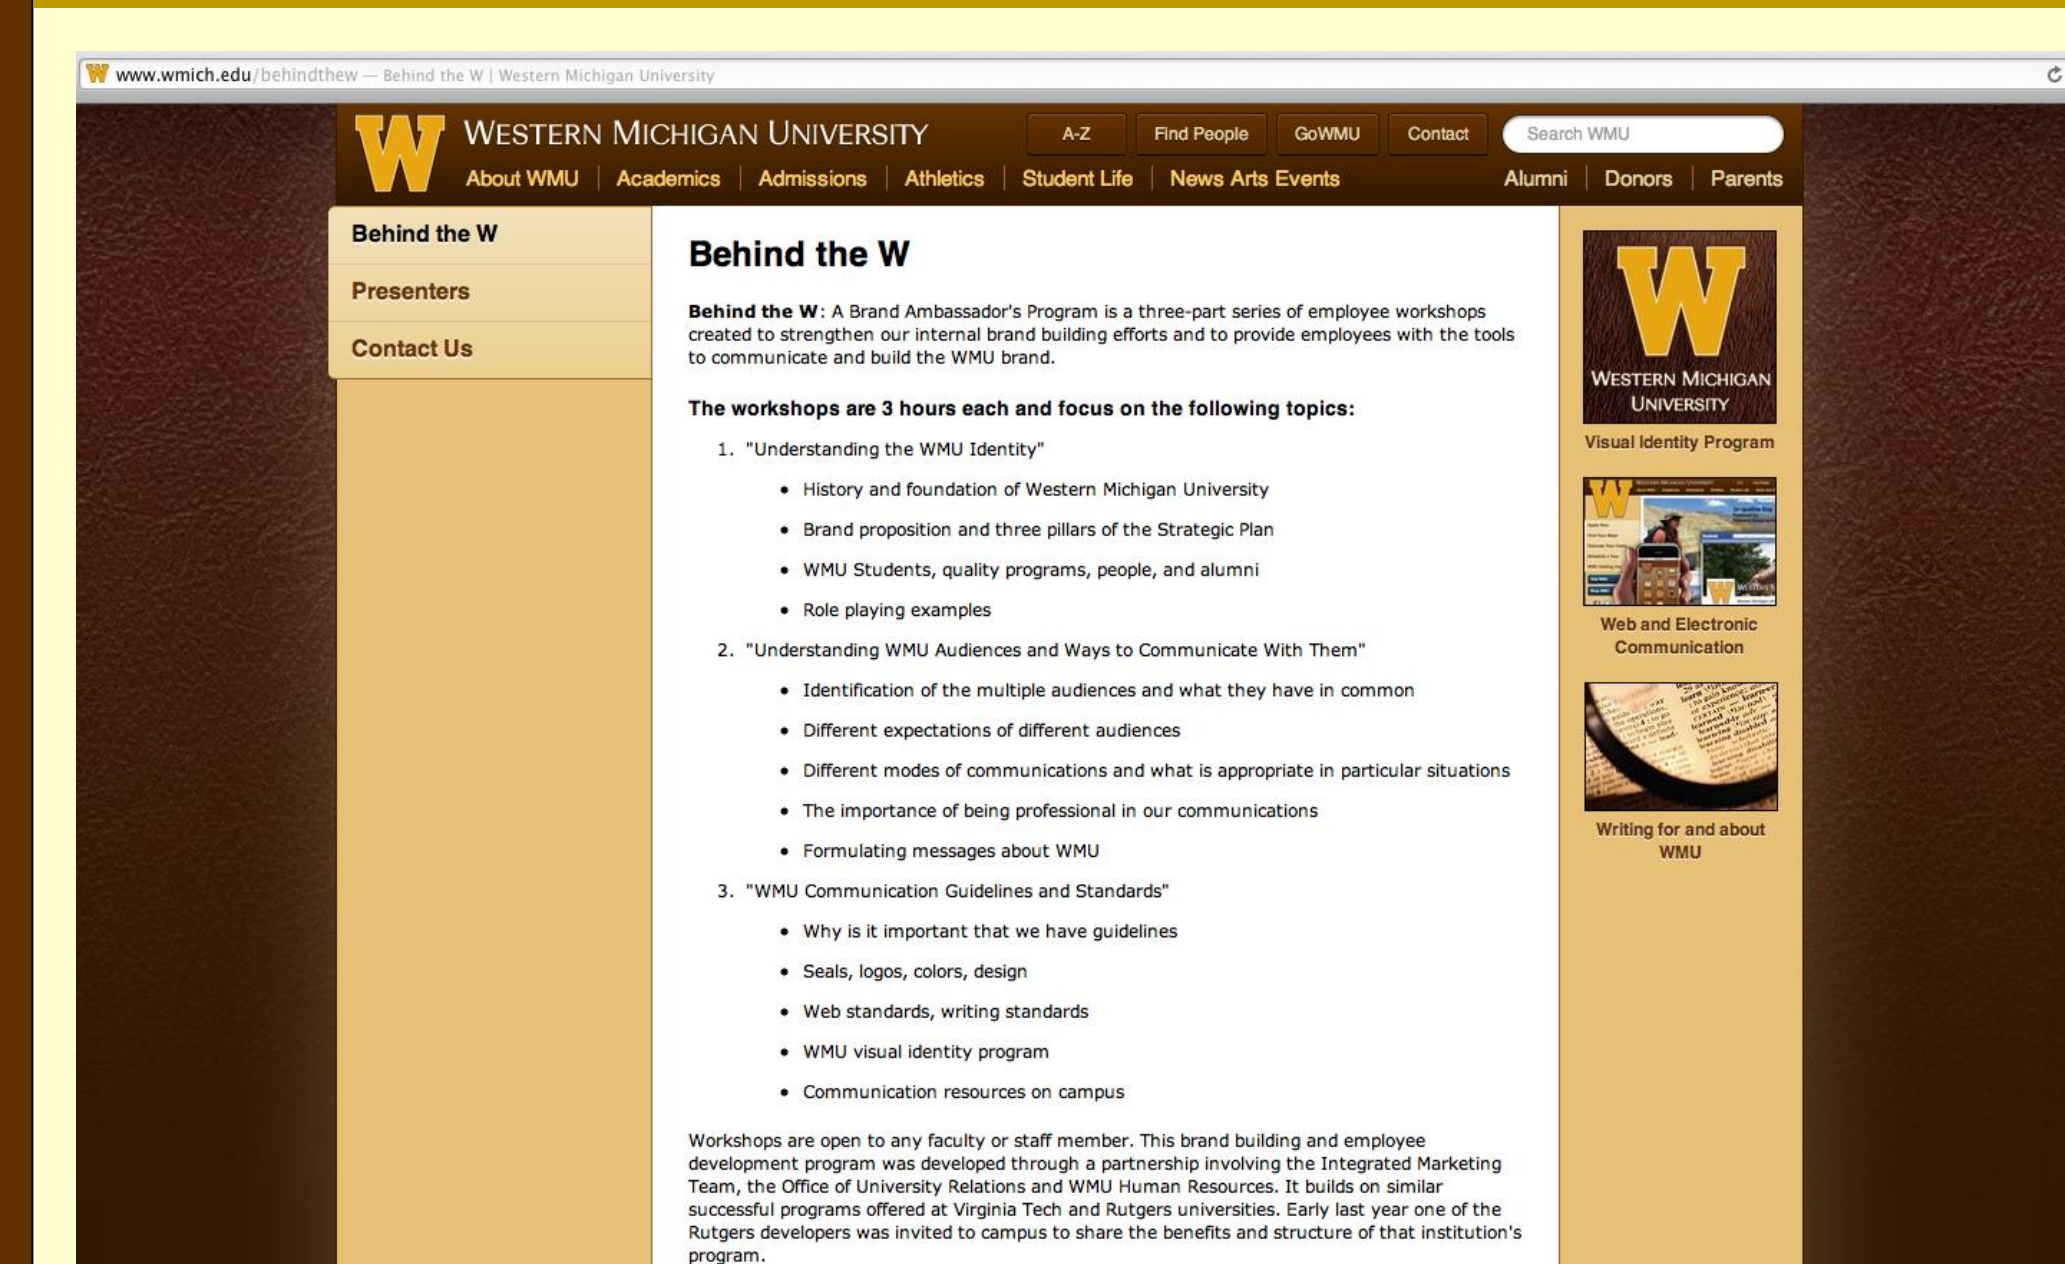 www.wmich.edu/behindthew — Behind the W | Western Michigan University
W WESTERN MICHIGAN UNIVERSITY
A-Z Find People GoWMU Contact Search WMU
About WMU | Academics | Admissions | Athletics | Student Life | News Arts Events
Alumni | Donors | Parents
Behind the W
Presenters
Contact Us
Behind the W
Behind the W: A Brand Ambassador's Program is a three-part series of employee workshops
created to strengthen our internal brand building efforts and to provide employees with the tools
to communicate and build the WMU brand.
The workshops are 3 hours each and focus on the following topics:
1. "Understanding the WMU Identity"
• History and foundation of Western Michigan University
• Brand proposition and three pillars of the Strategic Plan
• WMU Students, quality programs, people, and alumni
• Role playing examples
2. "Understanding WMU Audiences and Ways to Communicate With Them"
• Identification of the multiple audiences and what they have in common
• Different expectations of different audiences
• Different modes of communications and what is appropriate in particular situations
• The importance of being professional in our communications
• Formulating messages about WMU
3. "WMU Communication Guidelines and Standards"
• Why is it important that we have guidelines
• Seals, logos, colors, design
• Web standards, writing standards
• WMU visual identity program
• Communication resources on campus
Workshops are open to any faculty or staff member. This brand building and employee
development program was developed through a partnership involving the Integrated Marketing
Team, the Office of University Relations and WMU Human Resources. It builds on similar
successful programs offered at Virginia Tech and Rutgers universities. Early last year one of the
Rutgers developers was invited to campus to share the benefits and structure of that institution's
program.
W
WESTERN MICHIGAN
UNIVERSITY
Visual Identity Program
Web and Electronic
Communication
Writing for and about
WMU